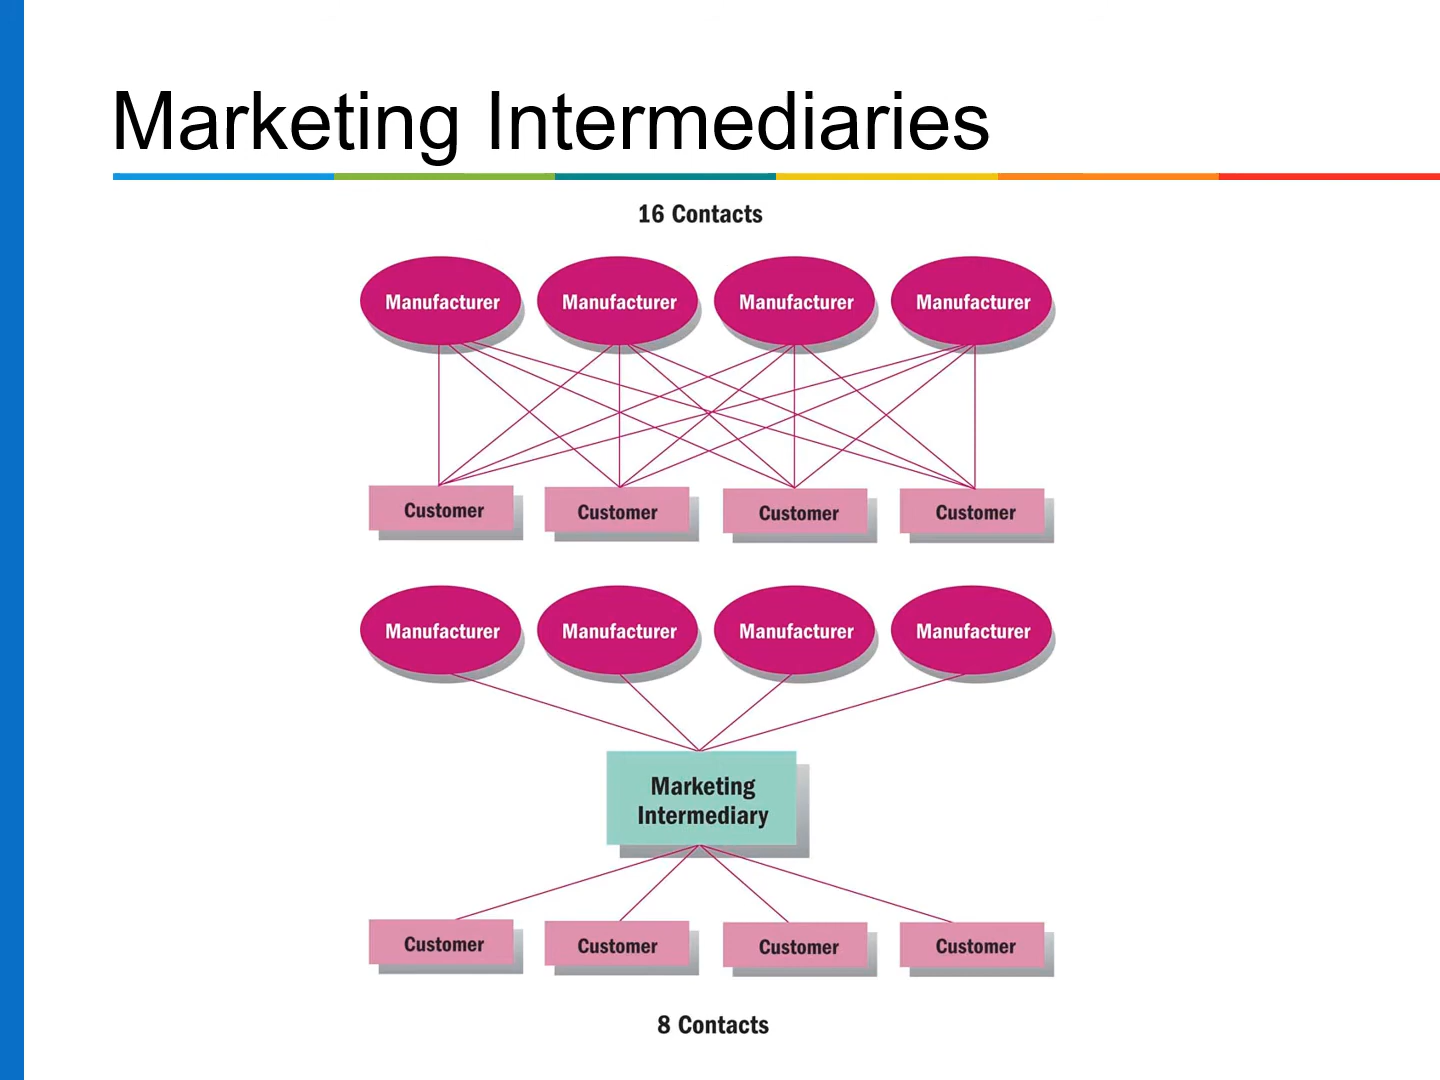 Marketing Intermediaries
16 Contacts
Manufacturer Manufacturer Manufacturer Manufacturer
Customer Customer Customer Customer
Manufacturer Manufacturer Manufacturer Manufacturer
Marketing
Intermediary
Customer Customer Customer Customer
8 Contacts